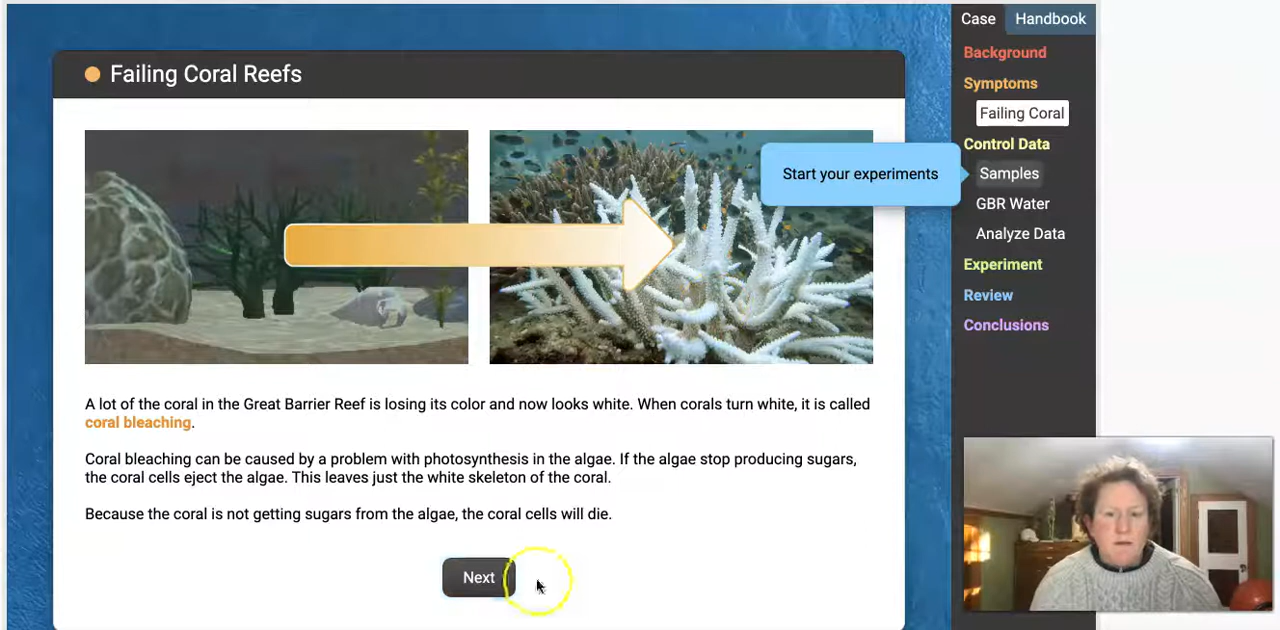 Case Handbook
Failing Coral Reefs
Background
Symptoms
Failing Coral
Control Data
Start your experiments
Samples
GBR Water
Analyze Data
Experiment
Review
Conclusions
A lot of the coral in the Great Barrier Reef is losing its color and now looks white. When corals turn white, it is called
coral bleaching.
Coral bleaching can be caused by a problem with photosynthesis in the algae. If the algae stop producing sugars,
the coral cells eject the algae. This leaves just the white skeleton of the coral.
Because the coral is not getting sugars from the algae, the coral cells will die.
Next